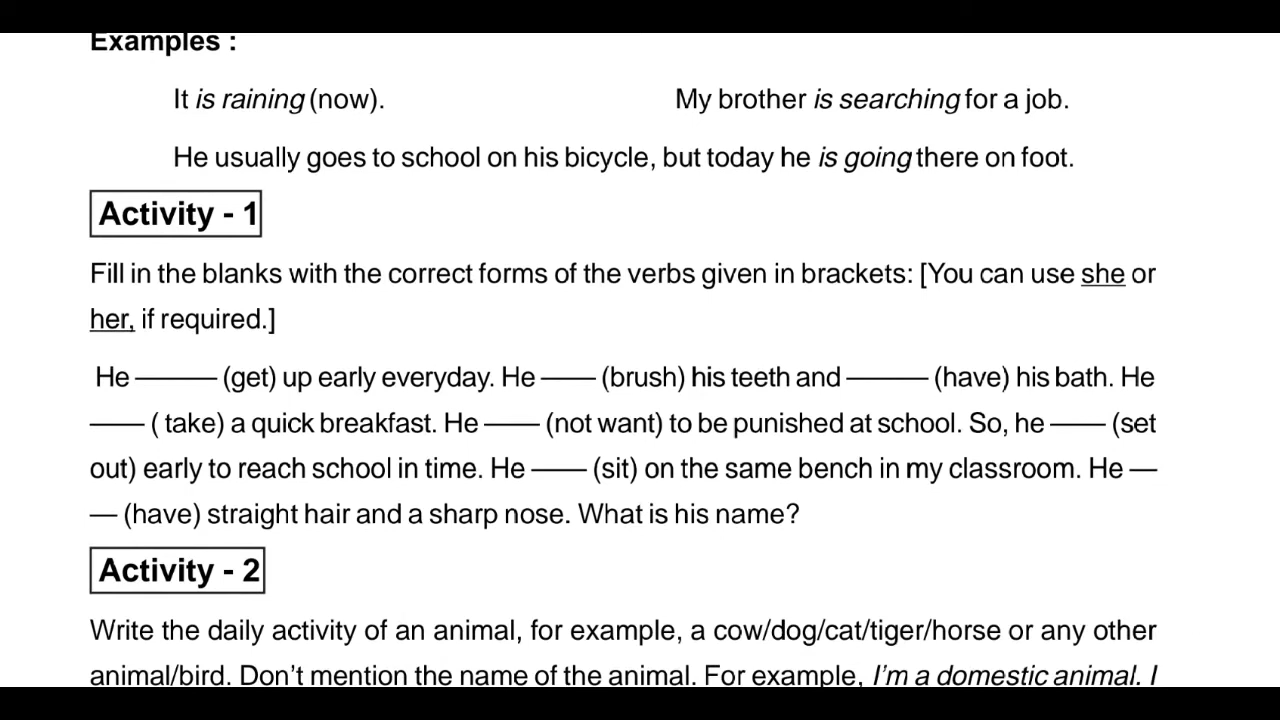 Examples :
It is raining (now). My brother is searching for a job.
He usually goes to school on his bicycle, but today he is going there on foot.
Activity - 1
Fill in the blanks with the correct forms of the verbs given in brackets: [You can use she or
her, if required.]
He ——— (get) up early everyday. He —— (brush) his teeth and ——— (have) his bath. He
—— ( take) a quick breakfast. He —— (not want) to be punished at school. So, he —— (set
out) early to reach school in time. He —— (sit) on the same bench in my classroom. He —
— (have) straight hair and a sharp nose. What is his name?
Activity - 2
Write the daily activity of an animal, for example, a cow/dog/cat/tiger/horse or any other
animal/bird. Don’t mention the name of the animal. For example, I’m a domestic animal. I